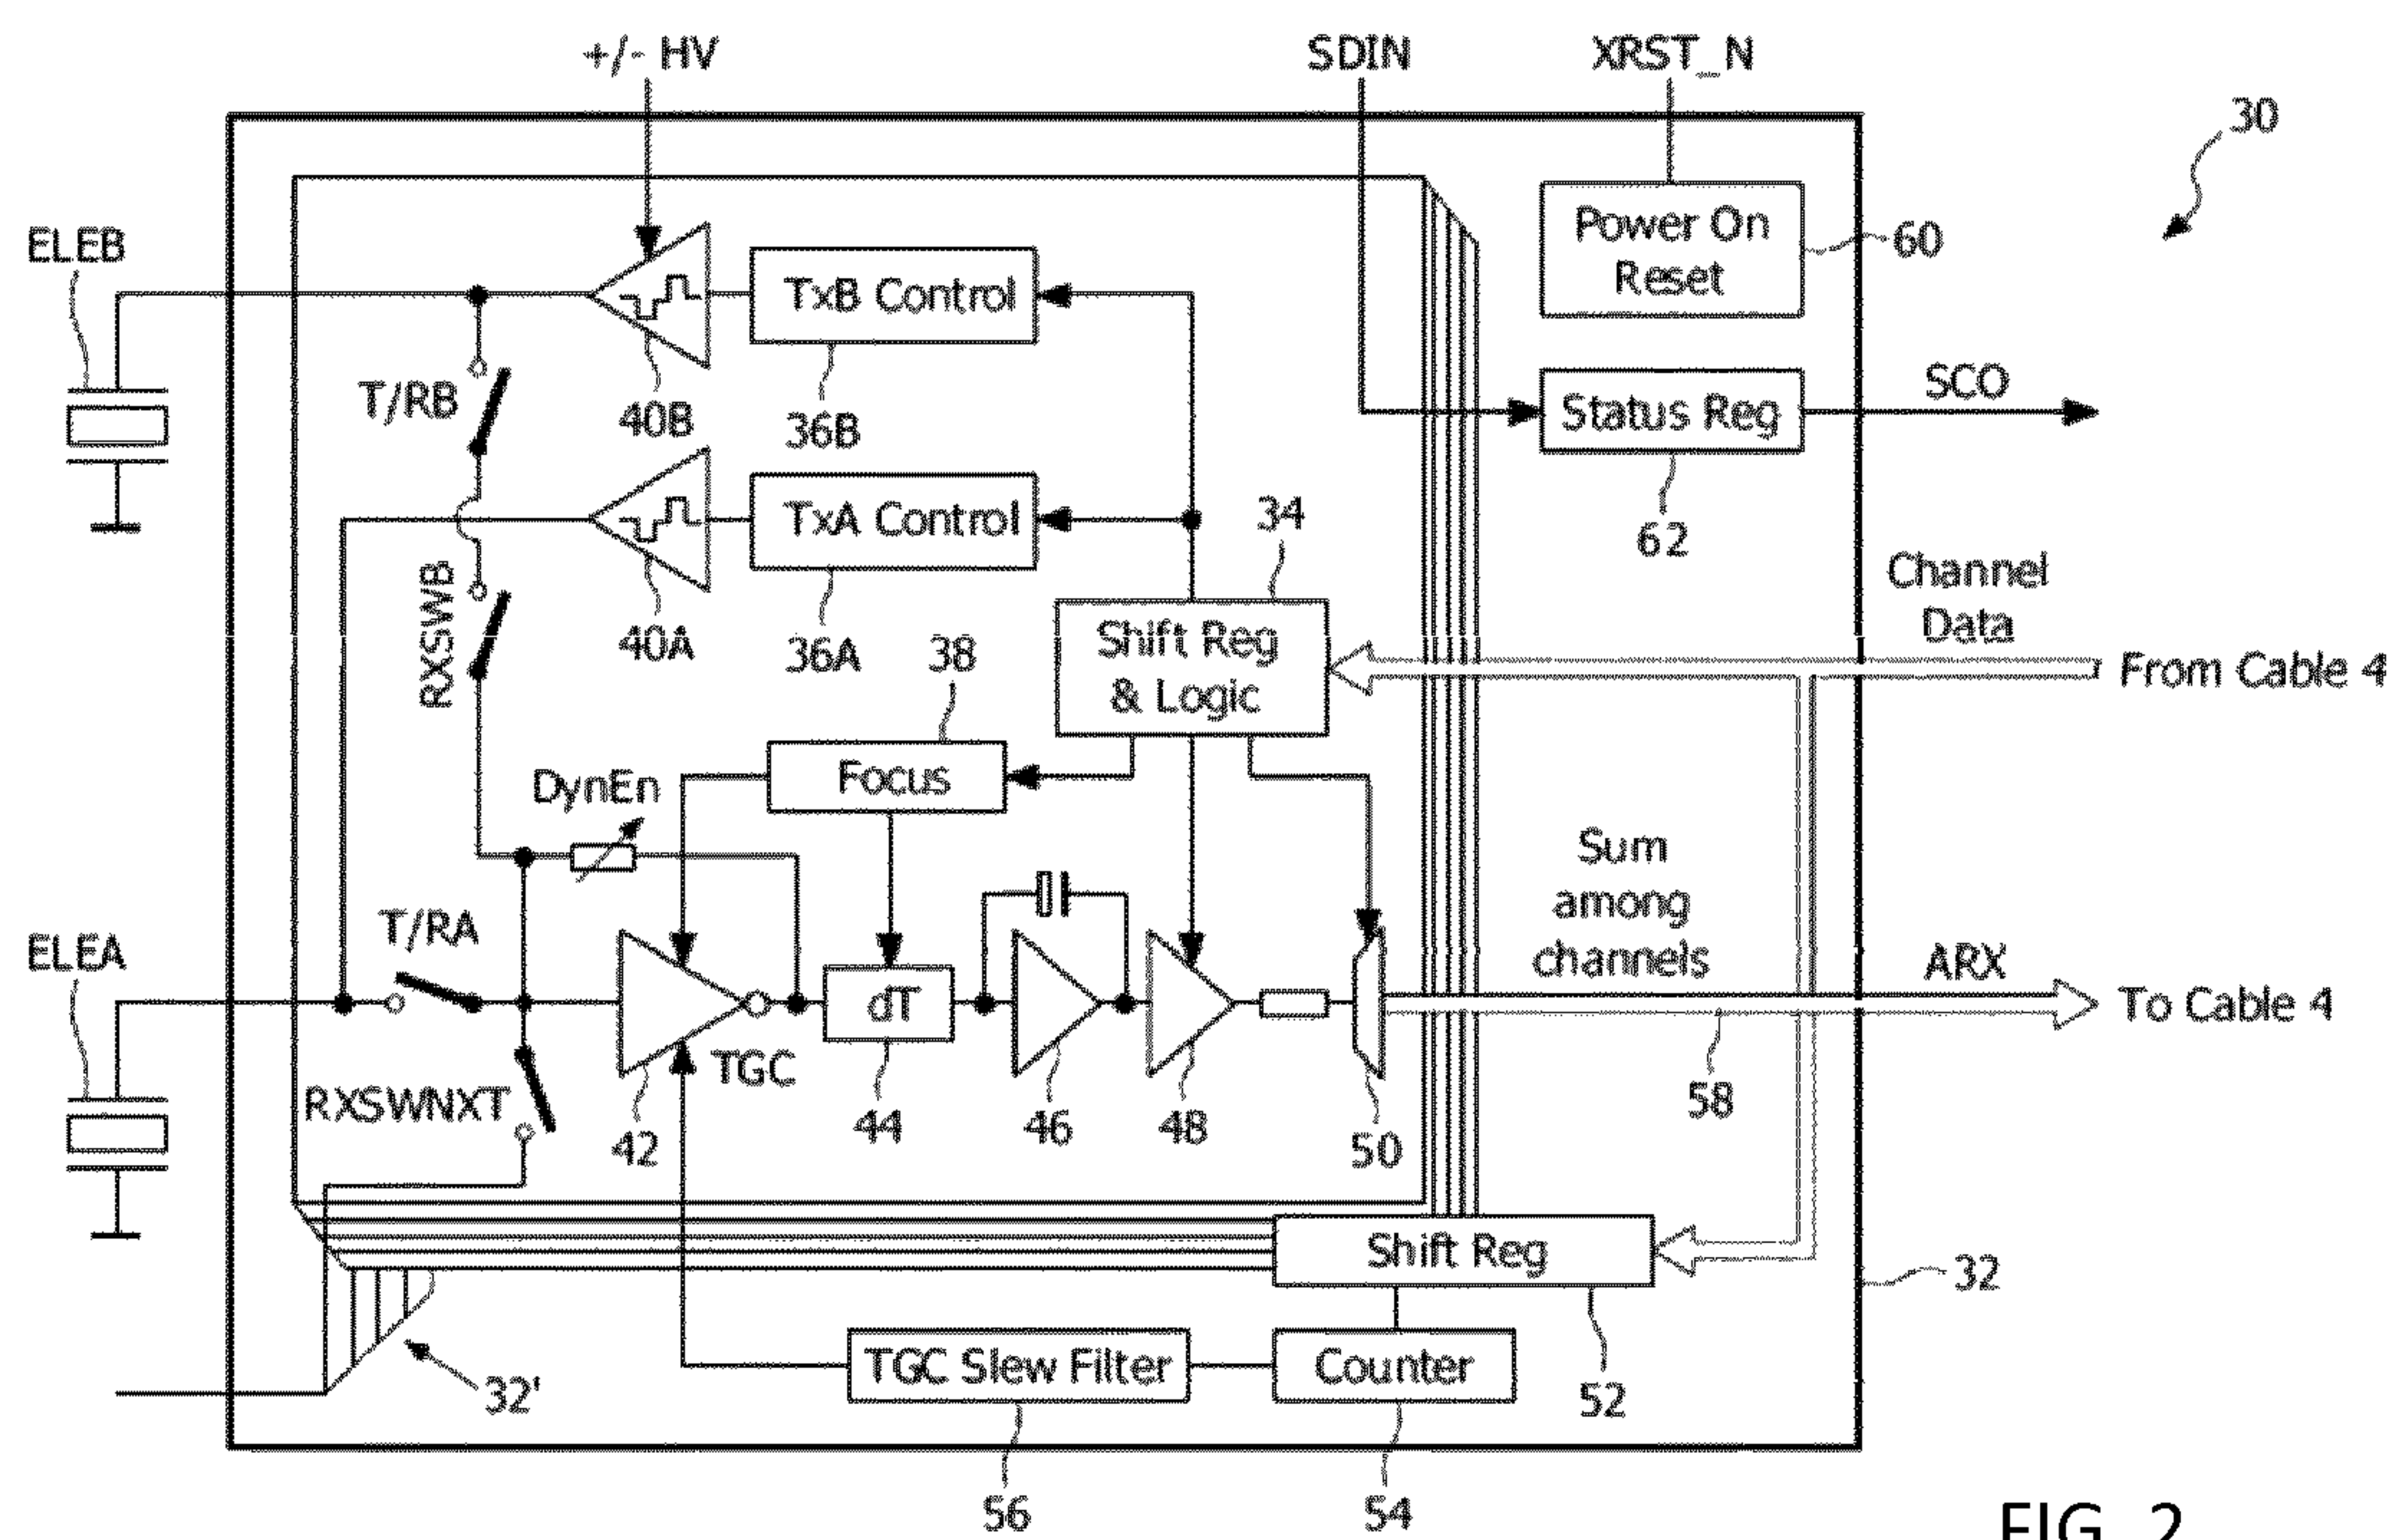 +/- HV
SDIN
XRST_N
30
ELEB
Power On
Reset
60
TxB Control
T/RB
40B
36B
SCO
Status Reg
62
TxA Control
34
RXSWB
40A
36A
38
Shift Reg
& Logic
Channel
Data
From Cable 4
Focus
DynEn
Sum
among
channels
T/RA
ELEA
dT
ARX
To Cable 4
TGC
RXSWNXT
42
44
46
48
50
58
Shift Reg
32
TGC Slew Filter
Counter
32'
52
56
54
FIG. 2